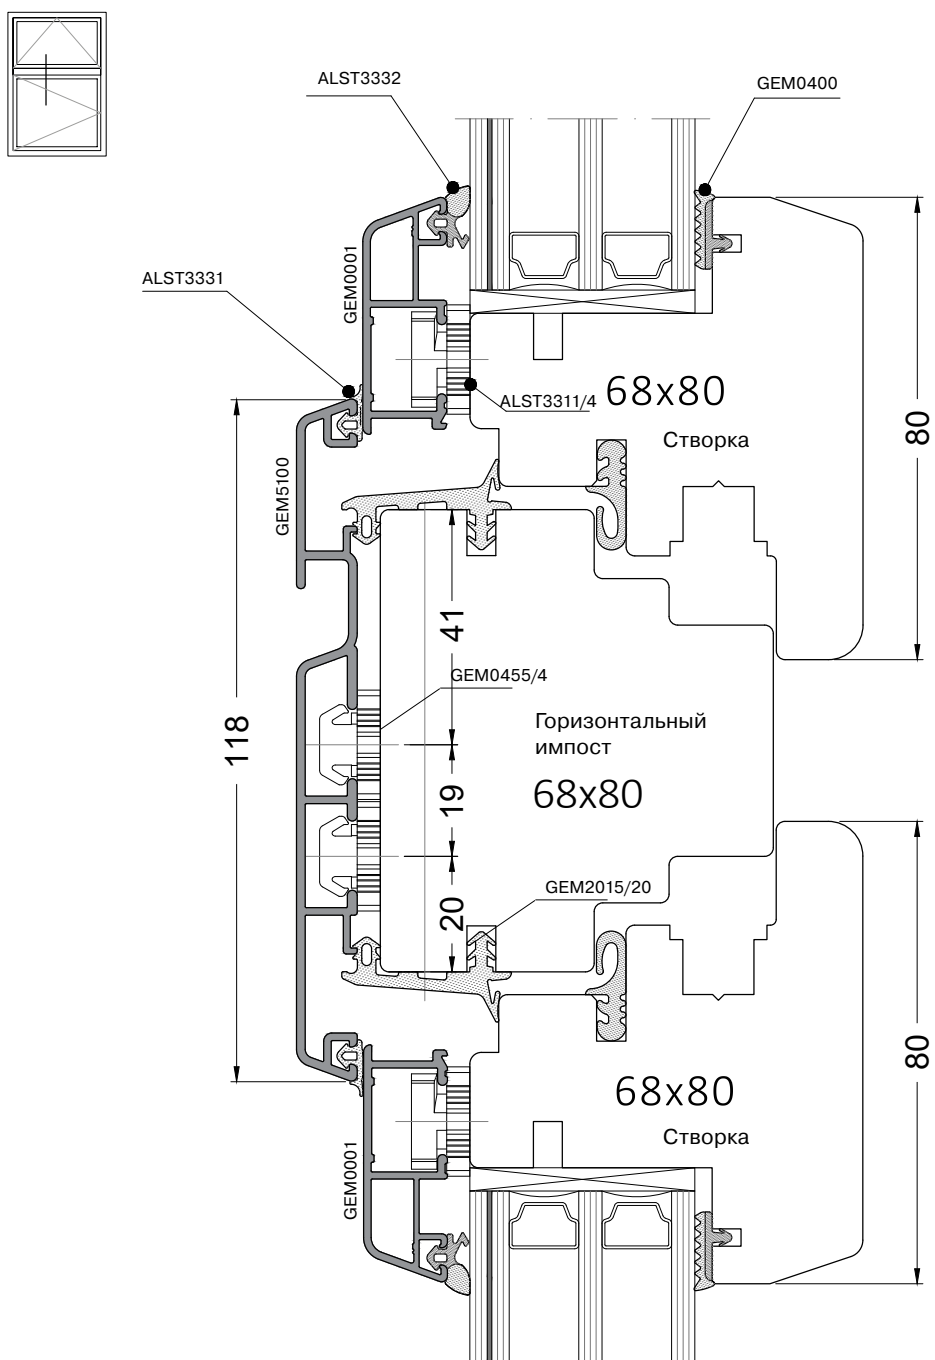 ALST3332
GEM0400
GEM0001
ALST3331
ALST3311/4
68x80
Створка
80
GEM5100
41
GEM0455/4
118
Горизонтальный
импост
68x80
19
GEM2015/20
20
80
68x80
Створка
GEM0001